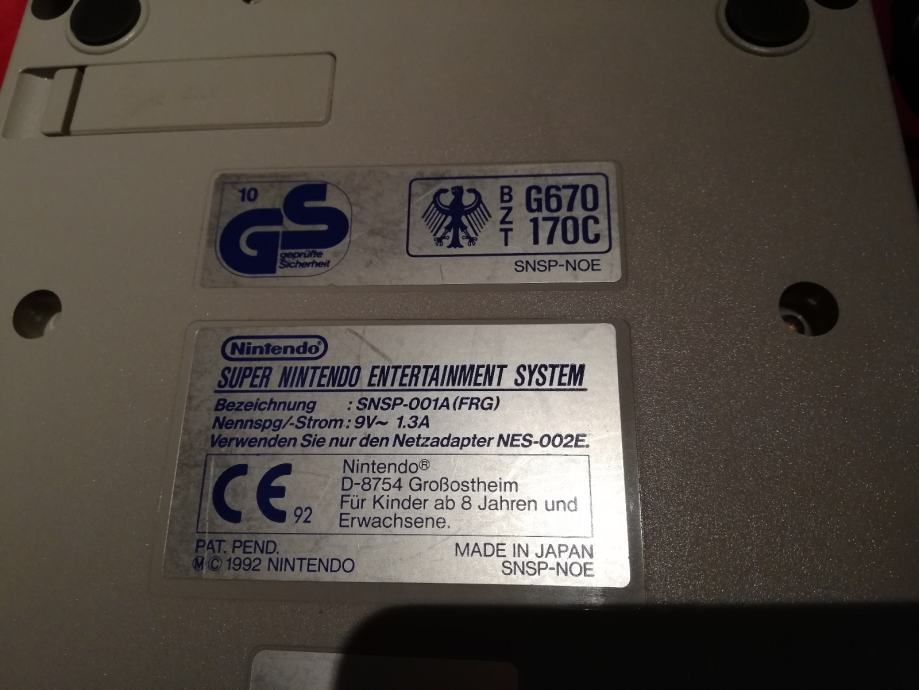 10
GS
geprüfte
Sicherheit
BZT
G670
170C
SNSP-NOE
Nintendo®
SUPER NINTENDO ENTERTAINMENT SYSTEM
Bezeichnung : SNSP-001A(FRG)
Nennspg/-Strom : 9V~ 1.3A
Verwenden Sie nur den Netzadapter NES-002E.
CE 92
Nintendo®
D-8754 Großostheim
Für Kinder ab 8 Jahren und
Erwachsene.
PAT. PEND.
Ⓜ © 1992 NINTENDO
MADE IN JAPAN
SNSP-NOE